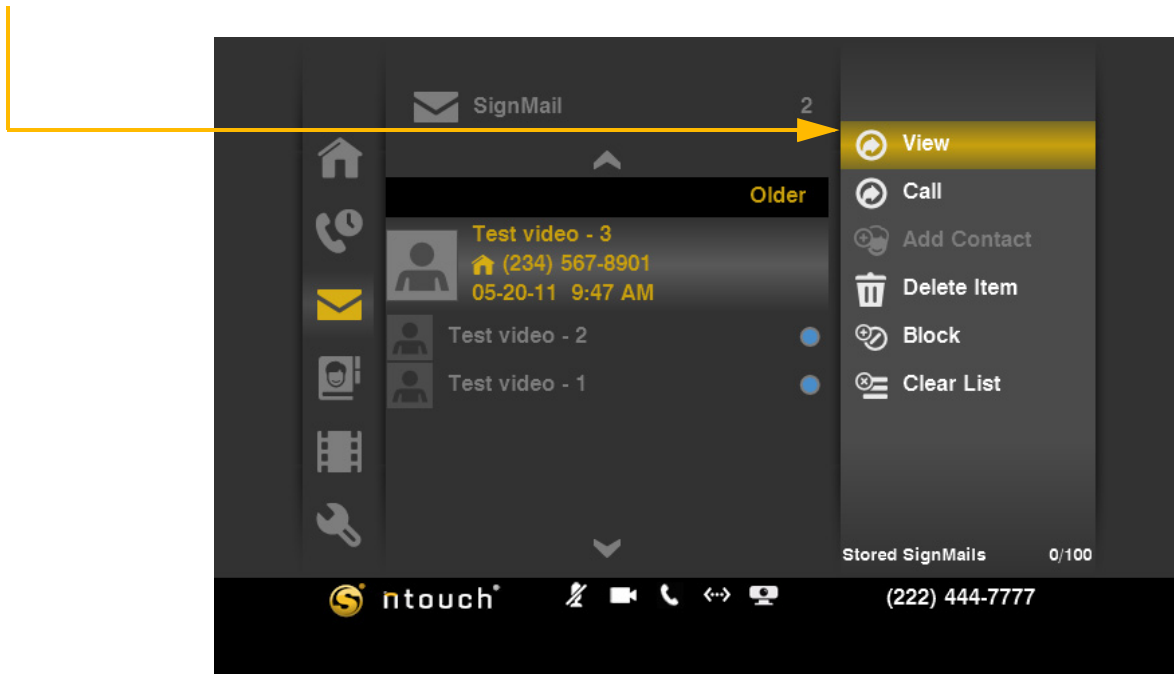 SignMail 2
Older
Test video - 3
(234) 567-8901
05-20-11 9:47 AM
Test video - 2
Test video - 1
View
Call
Add Contact
Delete Item
Block
Clear List
Stored SignMails 0/100
S ntouch (222) 444-7777